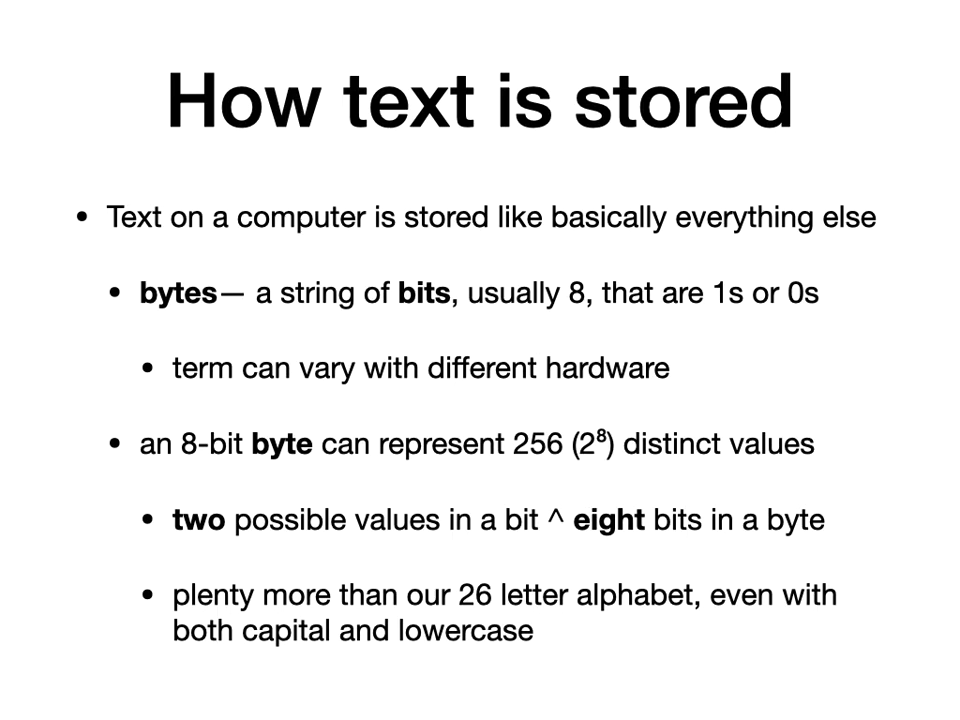 How text is stored
• Text on a computer is stored like basically everything else
• bytes— a string of bits, usually 8, that are 1s or 0s
• term can vary with different hardware
• an 8-bit byte can represent 256 (2⁸) distinct values
• two possible values in a bit ^ eight bits in a byte
• plenty more than our 26 letter alphabet, even with
both capital and lowercase